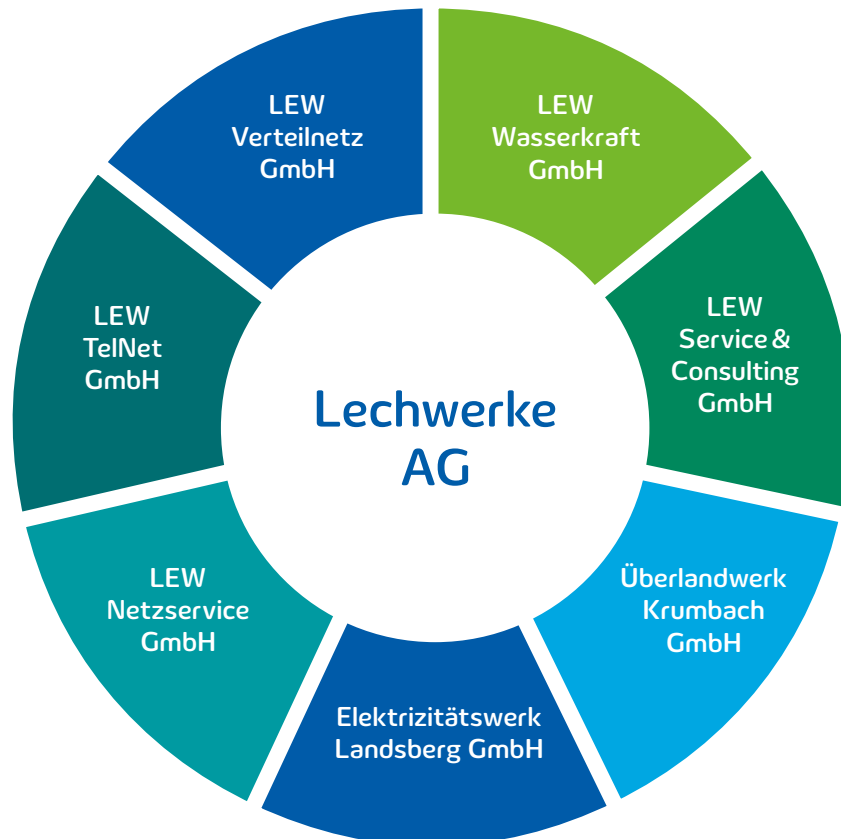 LEW
Verteilnetz
GmbH
LEW
Wasserkraft
GmbH
LEW
TelNet
GmbH
LEW
Service &
Consulting
GmbH
Lechwerke
AG
LEW
Netzservice
GmbH
Überlandwerk
Krumbach
GmbH
Elektrizitätswerk
Landsberg GmbH